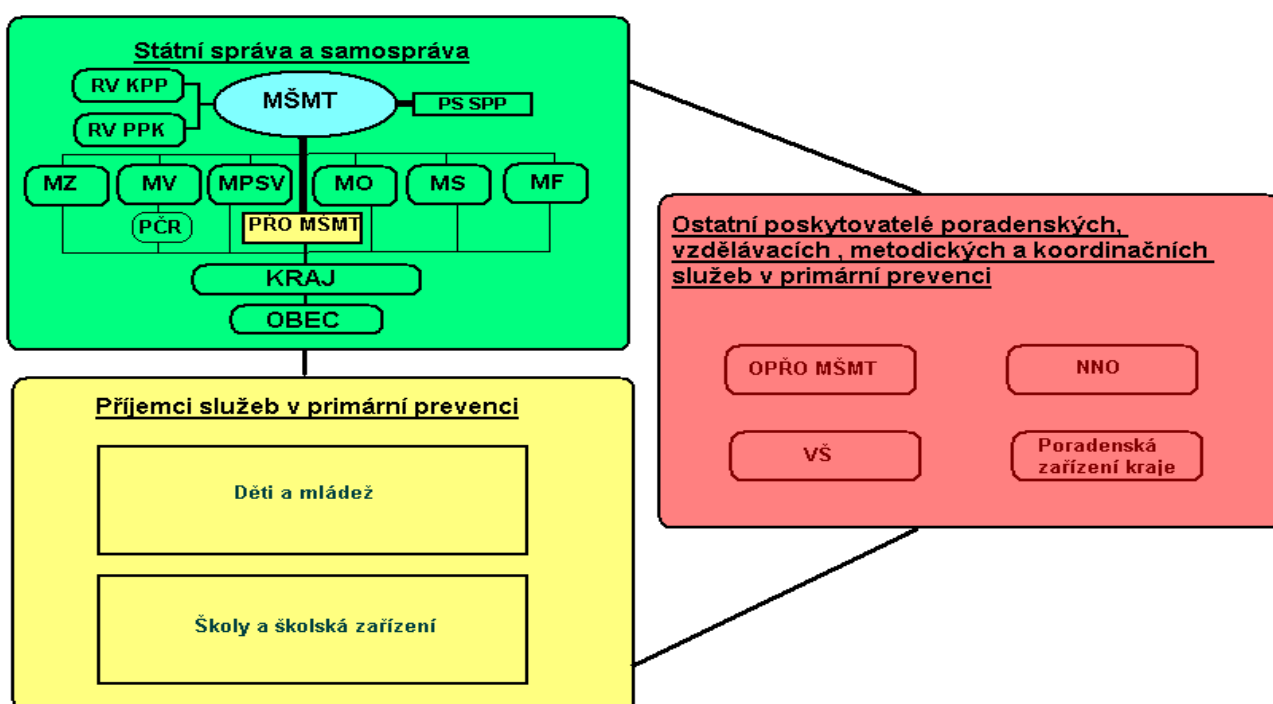 Státní správa a samospráva
RV KPP
MŠMT
PS SPP
RV PPK
MZ
MV
MPSV
MO
MS
MF
PČR
PŘO MŠMT
KRAJ
OBEC
Ostatní poskytovatelé poradenských,
vzdělávacích , metodických a koordinačních
služeb v primární prevenci
OPŘO MŠMT
NNO
VŠ
Poradenská
zařízení kraje
Příjemci služeb v primární prevenci
Děti a mládež
Školy a školská zařízení